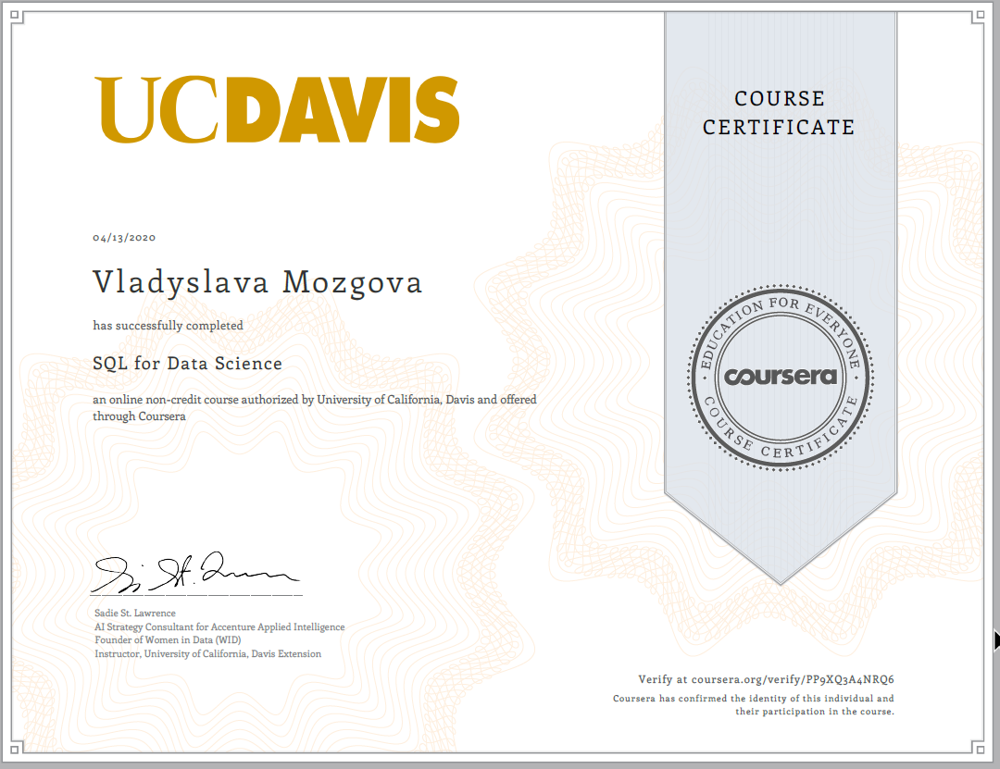 UCDAVIS
COURSE
CERTIFICATE
04/13/2020
Vladyslava Mozgova
has successfully completed
SQL for Data Science
an online non-credit course authorized by University of California, Davis and offered
through Coursera
EDUCATION FOR EVERYONE
coursera
COURSE CERTIFICATE
Sadie St. Lawrence
AI Strategy Consultant for Accenture Applied Intelligence
Founder of Women in Data (WID)
Instructor, University of California, Davis Extension
Verify at coursera.org/verify/PP9XQ3A4NRQ6
Coursera has confirmed the identity of this individual and
their participation in the course.